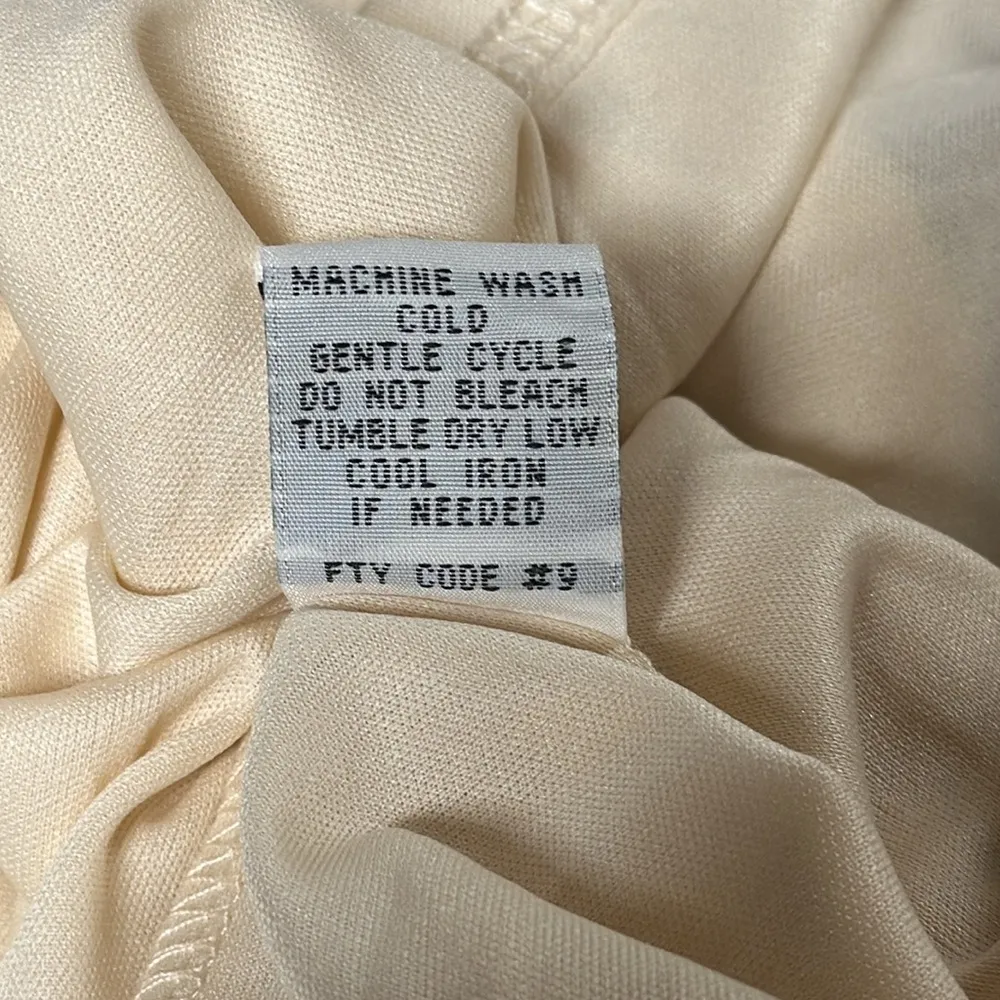 MACHINE WASH
COLD
GENTLE CYCLE
DO NOT BLEACH
TUMBLE DRY LOW
COOL IRON
IF NEEDED
FTY CODE #9